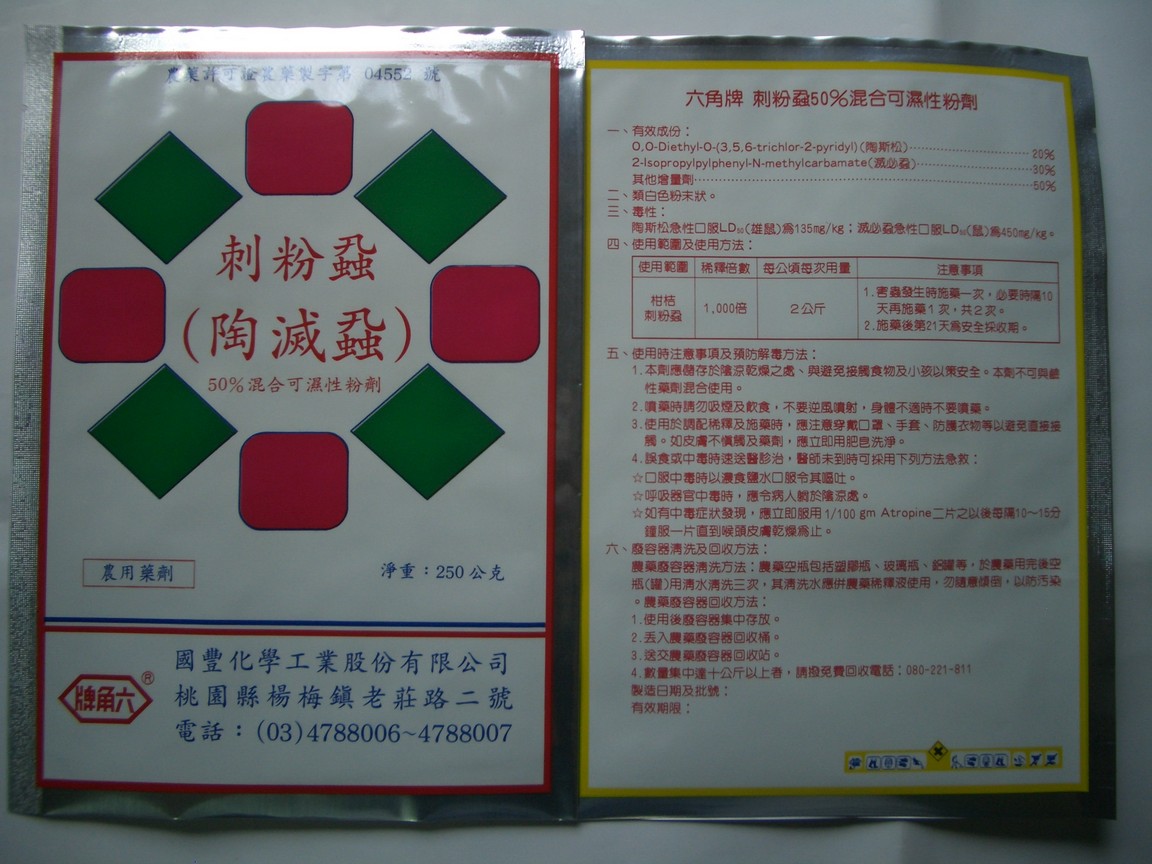 農藥許可證農藥製字第 04552 號
刺粉蝨
(陶滅蝨)
50%混合可濕性粉劑
農用藥劑
淨重：250公克
六角牌®
國豐化學工業股份有限公司
桃園縣楊梅鎮老莊路二號
電話：(03)4788006~4788007
六角牌 刺粉蝨50%混合可濕性粉劑
一、有效成份：
O,O-Diethyl-O-(3,5,6-trichlor-2-pyridyl)(陶斯松)⋯⋯20%
2-Isopropylpylphenyl-N-methylcarbamate(滅必蝨)⋯⋯30%
其他增量劑⋯⋯50%
二、類白色粉末狀。
三、毒性：
陶斯松急性口服LD₅₀(雄鼠)為135mg/kg；滅必蝨急性口服LD₅₀(鼠)為450mg/kg。
四、使用範圍及使用方法：
使用範圍 稀釋倍數 每公頃每次用量 注意事項
柑桔
刺粉蝨
1,000倍
2公斤
1.害蟲發生時施藥一次，必要時隔10
天再施藥1次，共2次。
2.施藥後第21天為安全採收期。
五、使用時注意事項及預防解毒方法：
1.本劑應儲存於陰涼乾燥之處、與避免接觸食物及小孩以策安全。本劑不可與鹼
性藥劑混合使用。
2.噴藥時請勿吸煙及飲食，不要逆風噴射，身體不適時不要噴藥。
3.使用於調配稀釋及施藥時，應注意穿戴口罩、手套、防護衣物等以避免直接接
觸。如皮膚不慎觸及藥劑，應立即用肥皂洗淨。
4.誤食或中毒時速送醫診治，醫師未到時可採用下列方法急救：
☆口服中毒時以濃食鹽水口服令其嘔吐。
☆呼吸器官中毒時，應令病人躺於陰涼處。
☆如有中毒症狀發現，應立即服用1/100 gm Atropine二片之以後每隔10～15分
鐘服一片直到喉頭皮膚乾燥為止。
六、廢容器清洗及回收方法：
農藥廢容器清洗方法：農藥空瓶包括塑膠瓶、玻璃瓶、鋁罐等，於農藥用完後空
瓶(罐)用清水清洗三次，其清洗水應併農藥稀釋液使用，勿隨意傾倒，以防污染
。農藥廢容器回收方法：
1.使用後廢容器集中存放。
2.丟入農藥廢容器回收桶。
3.送交農藥廢容器回收站。
4.數量集中達十公斤以上者，請撥免費回收電話：080-221-811
製造日期及批號：
有效期限：